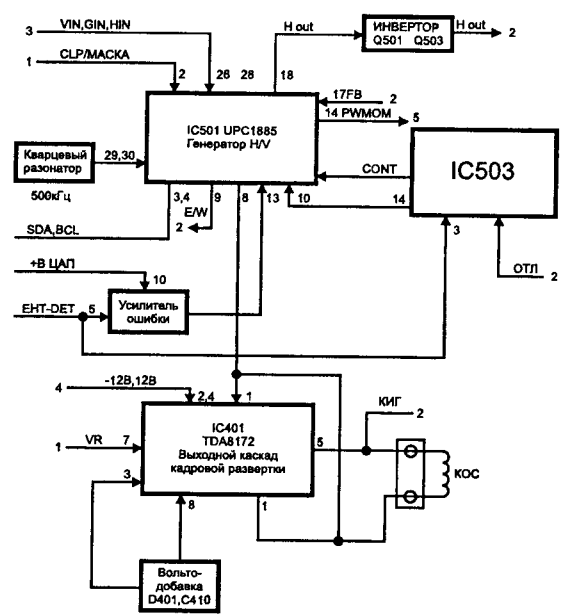 H out
ИНВЕРТОР
Q501 Q503
H out
2
3
VIN,GIN,HIN
1
CLP/МАСКА
2
26
28
18
IC501 UPC1885
Генератор H/V
17FB
2
14 PWMOM
5
Кварцевый
разонатор
29,30
500кГц
CONT
IC503
3,4
9
8
13
10
14
E/W
2
3
SDA,BCL
ОТЛ
2
+В ЦАП
10
EHT-DET
5
Усилитель
ошибки
4
-12В,12В
2,4
1
КИГ
2
IC401
TDA8172
Выходной каскад
кадровой развертки
1
VR
7
5
3
КОС
8
1
Вольто-
добавка
D401,C410